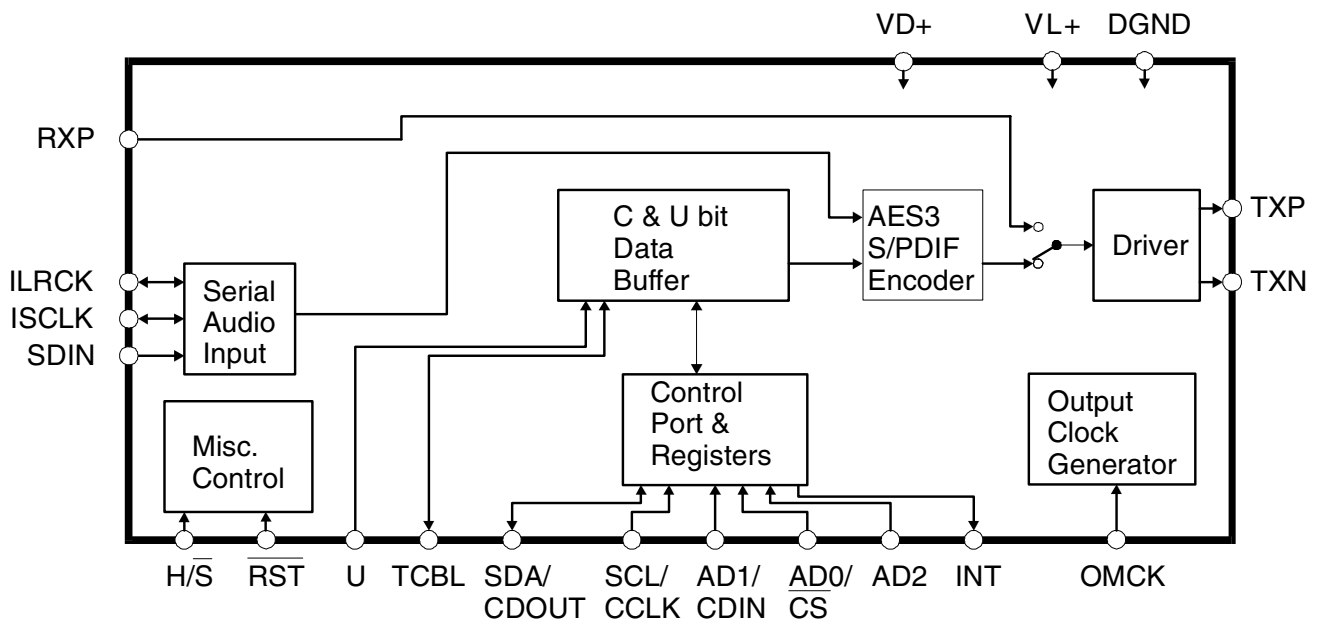 VD+ VL+ DGND
RXP
C & U bit
Data
Buffer
AES3
S/PDIF
Encoder
Driver
TXP
TXN
ILRCK
ISCLK
SDIN
Serial
Audio
Input
Misc.
Control
Control
Port &
Registers
Output
Clock
Generator
H/S̅ R̅S̅T̅ U TCBL SDA/ SCL/ AD1/ AD0/ AD2 INT OMCK
CDOUT CCLK CDIN C̅S̅